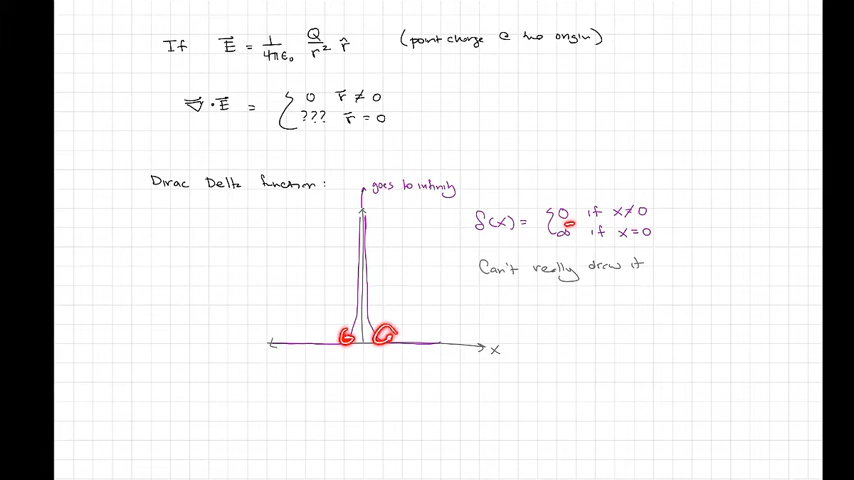 If E⃗ = 1/4πε₀ Q/r² r̂ (point charge @ the origin)
∇⃗ · E⃗ = { 0 r⃗ ≠ 0
??? r⃗ = 0
Dirac Delta function:
goes to infinity
δ(x) = { 0 if x≠0
∞ if x=0
Can't really draw it
x